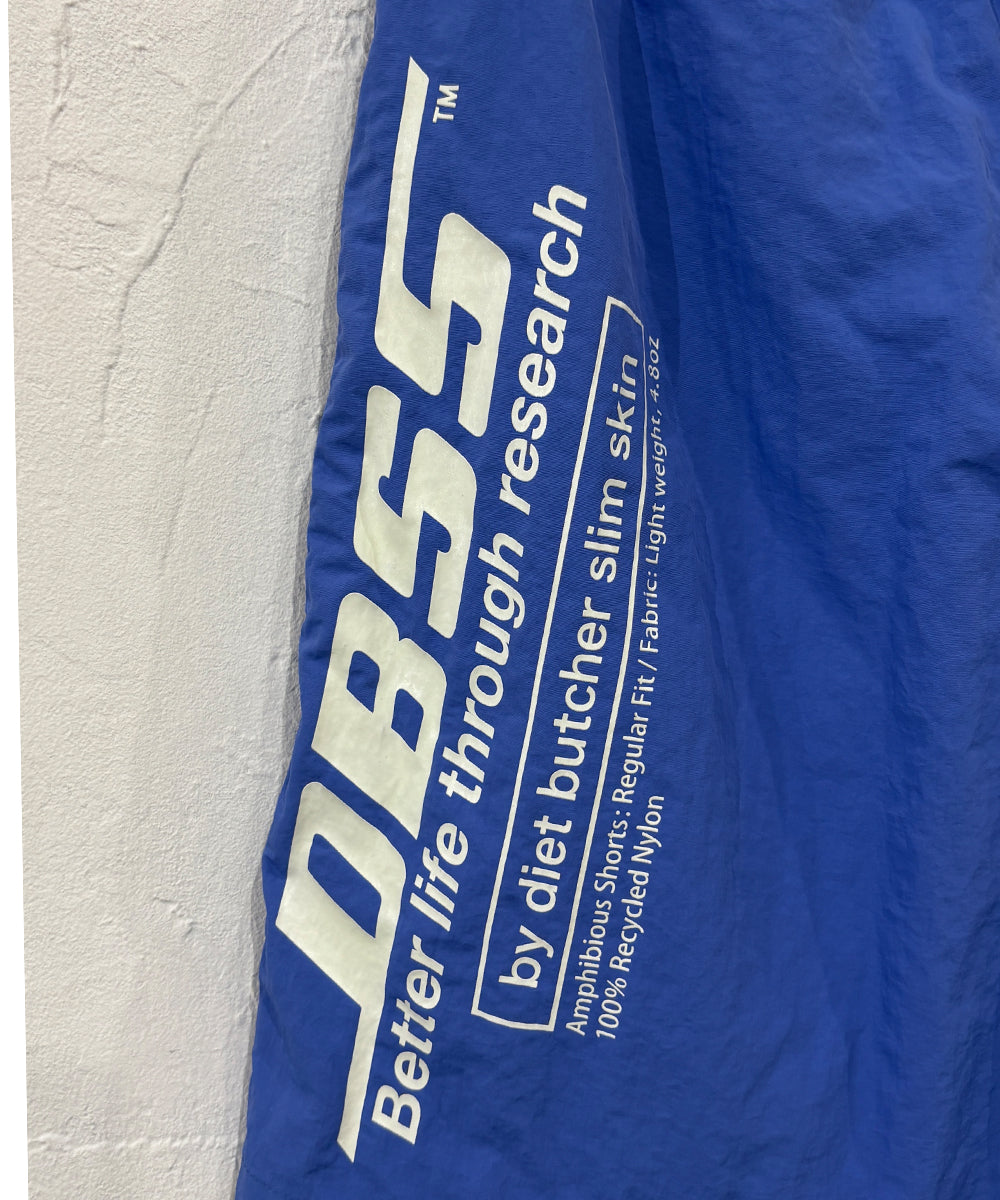 DBSS™
Better life through research
by diet butcher slim skin
Amphibious Shorts: Regular Fit / Fabric: Light weight, 4.8oz
100% Recycled Nylon